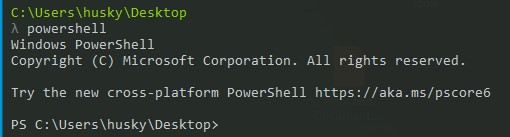 C:\Users\husky\Desktop
λ powershell
Windows PowerShell
Copyright (C) Microsoft Corporation. All rights reserved.
Try the new cross-platform PowerShell https://aka.ms/pscore6
PS C:\Users\husky\Desktop>